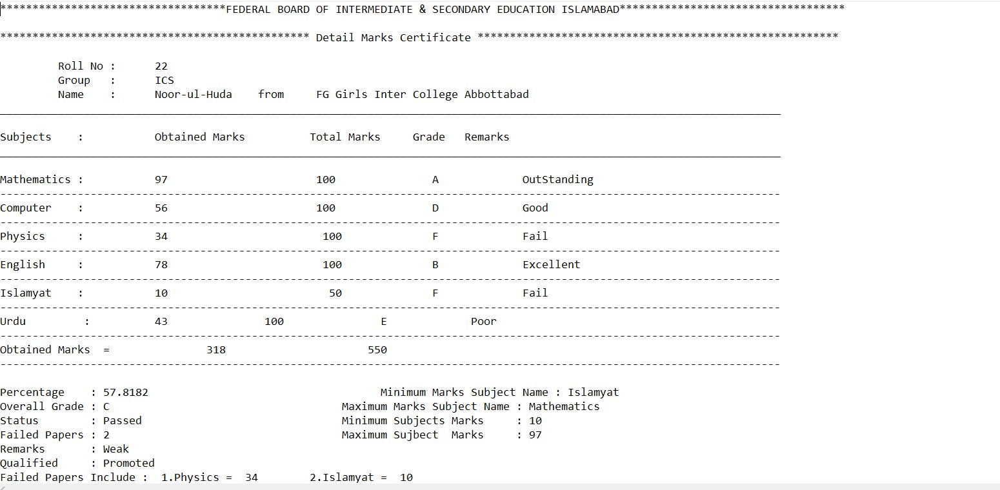 ***********************************FEDERAL BOARD OF INTERMEDIATE & SECONDARY EDUCATION ISLAMABAD***********************************
************************************************ Detail Marks Certificate ********************************************************
Roll No : 22
Group : ICS
Name : Noor-ul-Huda from FG Girls Inter College Abbottabad
Subjects : Obtained Marks Total Marks Grade Remarks
Mathematics : 97 100 A OutStanding
Computer : 56 100 D Good
Physics : 34 100 F Fail
English : 78 100 B Excellent
Islamyat : 10 50 F Fail
Urdu : 43 100 E Poor
Obtained Marks = 318 550
Percentage : 57.8182 Minimum Marks Subject Name : Islamyat
Overall Grade : C Maximum Marks Subject Name : Mathematics
Status : Passed Minimum Subjects Marks : 10
Failed Papers : 2 Maximum Sujbect Marks : 97
Remarks : Weak
Qualified : Promoted
Failed Papers Include : 1.Physics = 34 2.Islamyat = 10